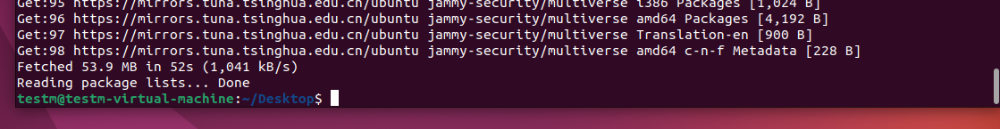 Get:95 https://mirrors.tuna.tsinghua.edu.cn/ubuntu jammy-security/multiverse i386 Packages [1,024 B]
Get:96 https://mirrors.tuna.tsinghua.edu.cn/ubuntu jammy-security/multiverse amd64 Packages [4,192 B]
Get:97 https://mirrors.tuna.tsinghua.edu.cn/ubuntu jammy-security/multiverse Translation-en [900 B]
Get:98 https://mirrors.tuna.tsinghua.edu.cn/ubuntu jammy-security/multiverse amd64 c-n-f Metadata [228 B]
Fetched 53.9 MB in 52s (1,041 kB/s)
Reading package lists... Done
testm@testm-virtual-machine:~/Desktop$